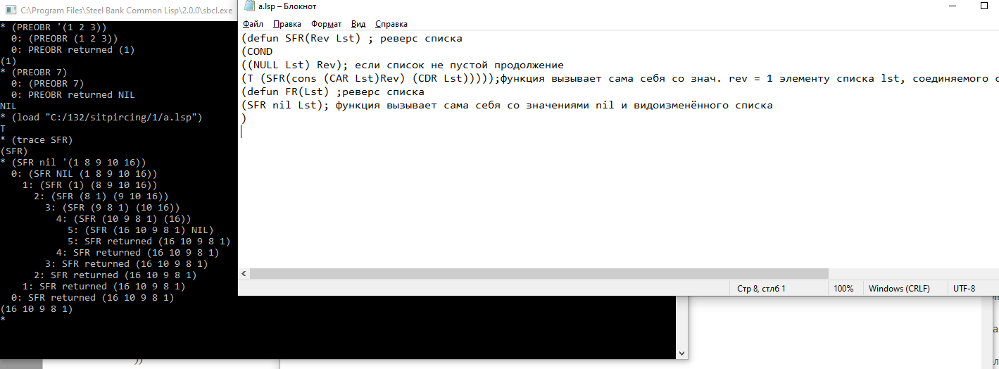 C:\Program Files\Steel Bank Common Lisp\2.0.0\sbcl.exe
* (PREOBR '(1 2 3))
0: (PREOBR (1 2 3))
0: PREOBR returned (1)
(1)
* (PREOBR 7)
0: (PREOBR 7)
0: PREOBR returned NIL
NIL
* (load "C:/132/sitpircing/1/a.lsp")
T
* (trace SFR)
(SFR)
* (SFR nil '(1 8 9 10 16))
0: (SFR NIL (1 8 9 10 16))
1: (SFR (1) (8 9 10 16))
2: (SFR (8 1) (9 10 16))
3: (SFR (9 8 1) (10 16))
4: (SFR (10 9 8 1) (16))
5: (SFR (16 10 9 8 1) NIL)
5: SFR returned (16 10 9 8 1)
4: SFR returned (16 10 9 8 1)
3: SFR returned (16 10 9 8 1)
2: SFR returned (16 10 9 8 1)
1: SFR returned (16 10 9 8 1)
0: SFR returned (16 10 9 8 1)
(16 10 9 8 1)
*
a.lsp – Блокнот
Файл Правка Формат Вид Справка
(defun SFR(Rev Lst) ; реверс списка
(COND
((NULL Lst) Rev); если список не пустой продолжение
(T (SFR(cons (CAR Lst)Rev) (CDR Lst)))));функция вызывает сама себя со знач. rev = 1 элементу списка lst, соединяемого с
(defun FR(Lst) ;реверс списка
(SFR nil Lst); функция вызывает сама себя со значениями nil и видоизменённого списка
)
Стр 8, стлб 1 100% Windows (CRLF) UTF-8
))